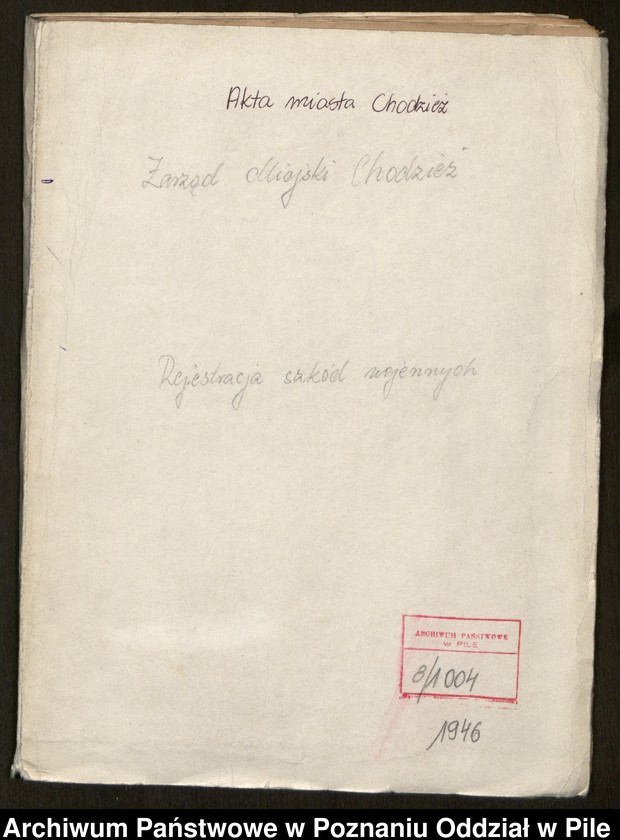 Akta miasta Chodzież
Zarząd Miejski Chodzież
Rejestracja szkód wojennych
ARCHIWUM PAŃSTWOWE
W PILE
8/1004
1946
Archiwum Państwowe w Poznaniu Oddział w Pile